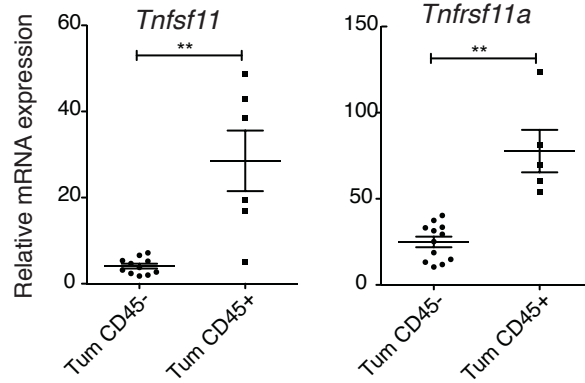 Tnfsf11
**
Relative mRNA expression
60
40
20
0
Tum CD45-
Tum CD45+
Tnfrsf11a
**
150
100
50
0
Tum CD45-
Tum CD45+